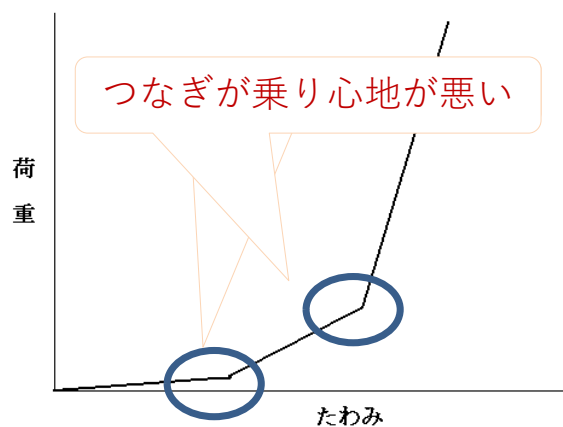 つなぎが乗り心地が悪い
荷
重
たわみ